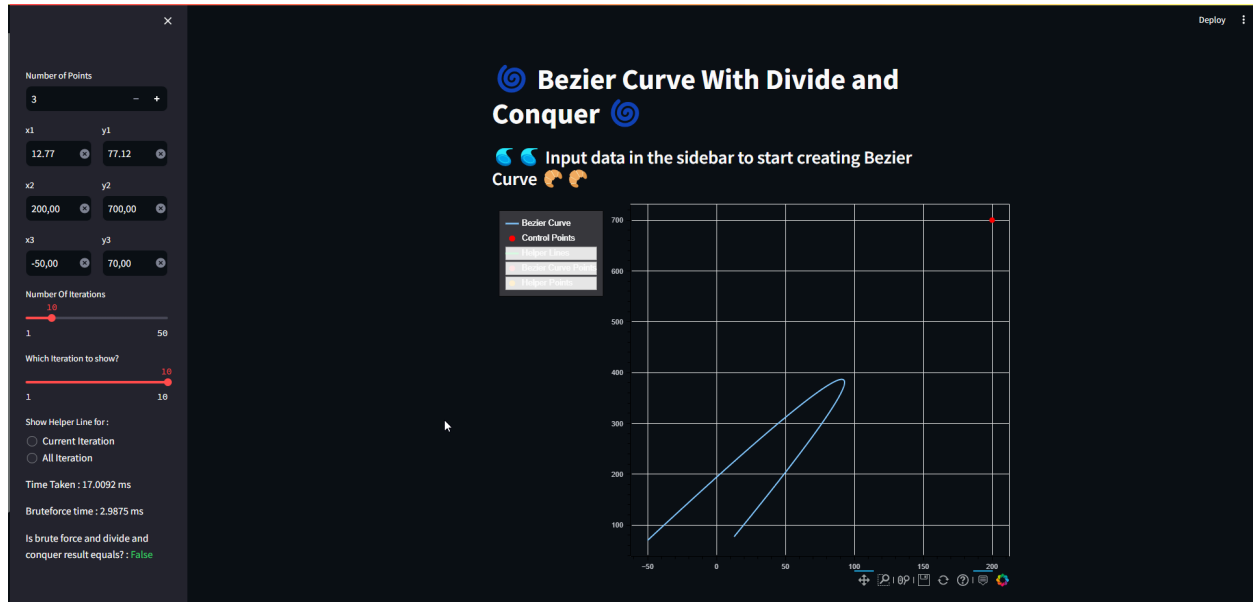 Deploy
Number of Points
3
x1 y1
12.77 77.12
x2 y2
200,00 700,00
x3 y3
-50,00 70,00
Number Of Iterations
10
1 50
Which Iteration to show?
10
1 10
Show Helper Line for :
Current Iteration
All Iteration
Time Taken : 17.0092 ms
Bruteforce time : 2.9875 ms
Is brute force and divide and
conquer result equals? : False
Bezier Curve With Divide and
Conquer
Input data in the sidebar to start creating Bezier
Curve
Bezier Curve
Control Points
Helper Lines
Bezier Curve Points
Helper Points
700
600
500
400
300
200
100
−50 0 50 100 150 200